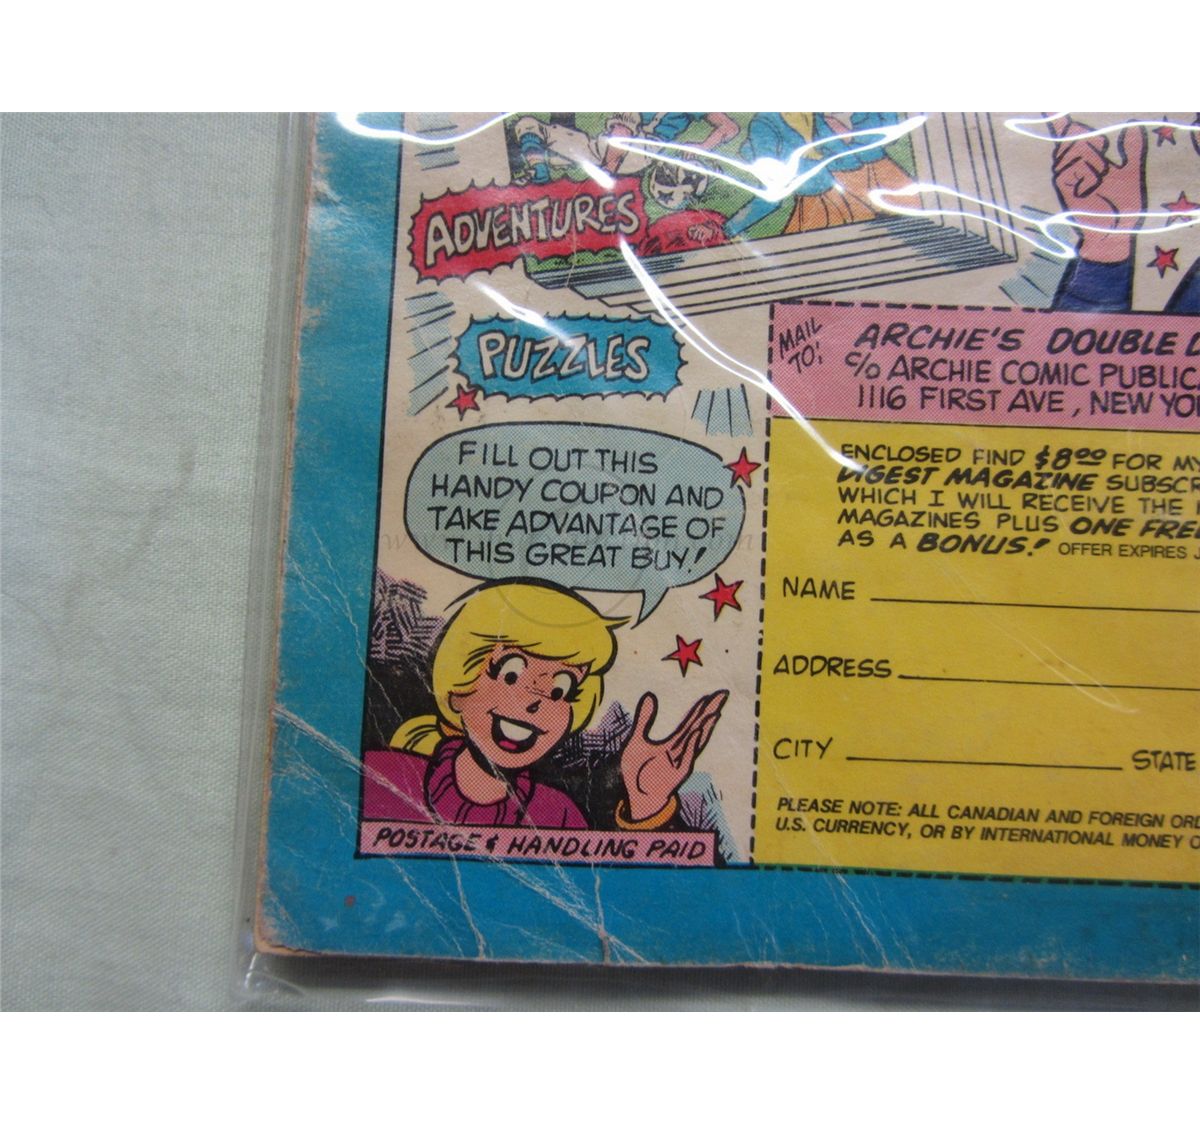 ADVENTURES
PUZZLES
FILL OUT THIS
HANDY COUPON AND
TAKE ADVANTAGE OF
THIS GREAT BUY!
POSTAGE & HANDLING PAID
MAIL
TO:
ARCHIE'S DOUBLE
C/O ARCHIE COMIC PUBLIC
1116 FIRST AVE, NEW YO
ENCLOSED FIND $8.00 FOR MY
DIGEST MAGAZINE SUBSCR
WHICH I WILL RECEIVE THE
MAGAZINES PLUS ONE FREE
AS A BONUS! OFFER EXPIRES
NAME
ADDRESS
CITY STATE
PLEASE NOTE: ALL CANADIAN AND FOREIGN ORD
U.S. CURRENCY, OR BY INTERNATIONAL MONEY O